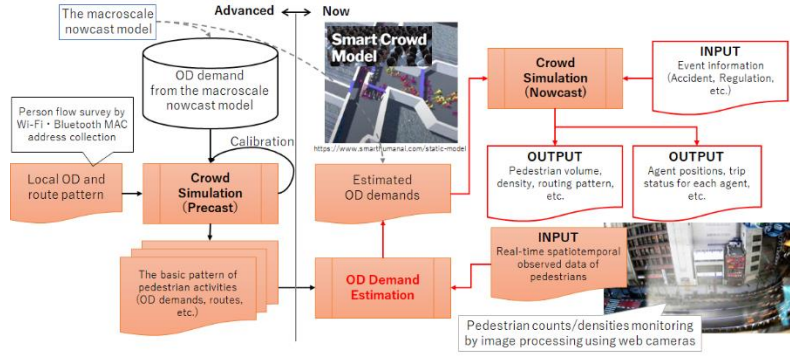 The macroscale
nowcast model
Advanced
Now
OD demand
from the macroscale
nowcast model
Person flow survey by
Wi-Fi・Bluetooth MAC
address collection
Calibration
Local OD and
route pattern
Crowd
Simulation
(Precast)
The basic pattern of
pedestrian activities
(OD demands, routes,
etc.)
Smart Crowd
Model
https://www.smarthumanai.com/static-model
Estimated
OD demands
OD Demand
Estimation
Crowd
Simulation
(Nowcast)
INPUT
Event information
(Accident, Regulation,
etc.)
OUTPUT
Pedestrian volume,
density, routing pattern,
etc.
OUTPUT
Agent positions, trip
status for each agent,
etc.
INPUT
Real-time spatiotemporal
observed data of
pedestrians
Pedestrian counts/densities monitoring
by image processing using web cameras